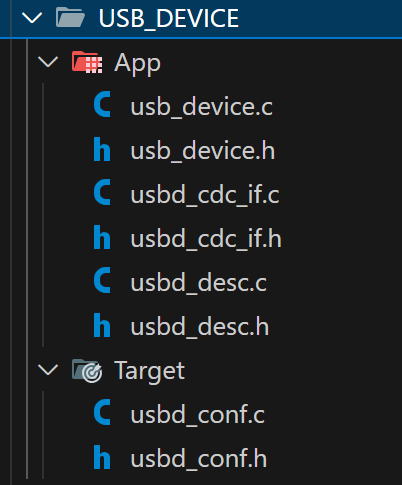 USB_DEVICE
App
usb_device.c
usb_device.h
usbd_cdc_if.c
usbd_cdc_if.h
usbd_desc.c
usbd_desc.h
Target
usbd_conf.c
usbd_conf.h